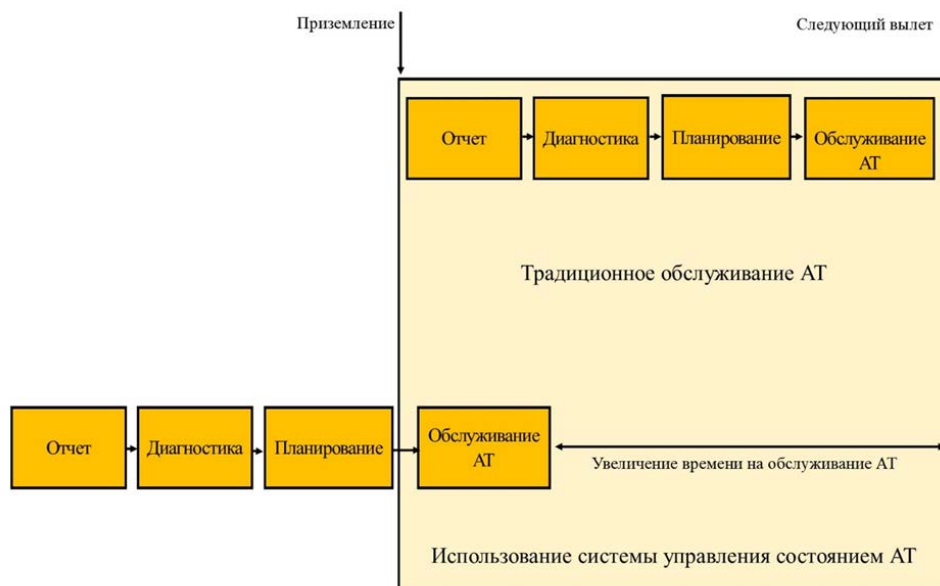 Приземление
Следующий вылет
Отчет
Диагностика
Планирование
Обслуживание
АТ
Традиционное обслуживание АТ
Отчет
Диагностика
Планирование
Обслуживание
АТ
Увеличение времени на обслуживание АТ
Использование системы управления состоянием АТ